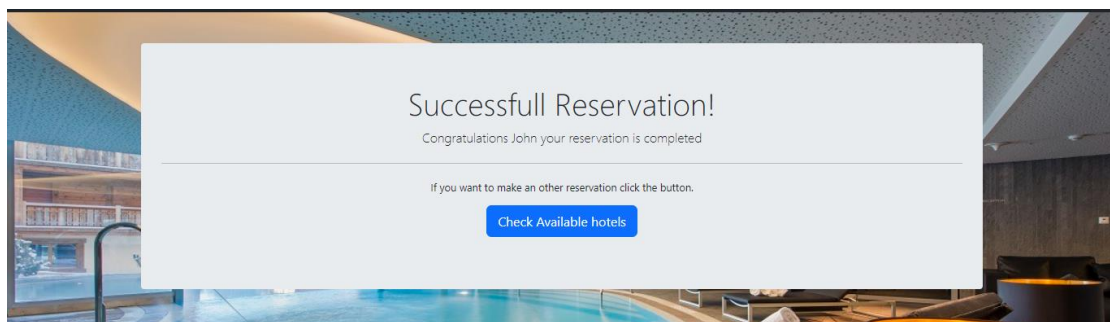 Successfull Reservation!
Congratulations John your reservation is completed
If you want to make an other reservation click the button.
Check Available hotels